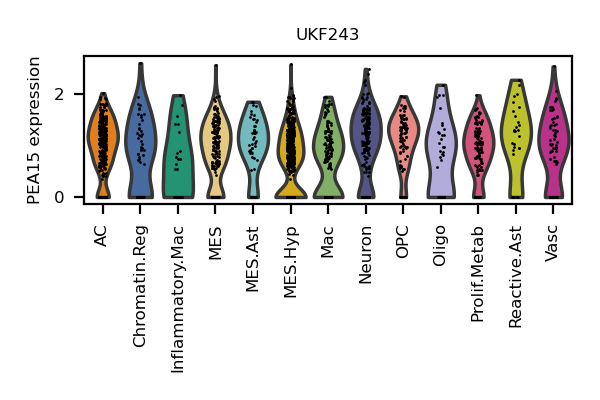 UKF243
PEA15 expression
2
0
AC
Chromatin.Reg
Inflammatory.Mac
MES
MES.Ast
MES.Hyp
Mac
Neuron
OPC
Oligo
Prolif.Metab
Reactive.Ast
Vasc